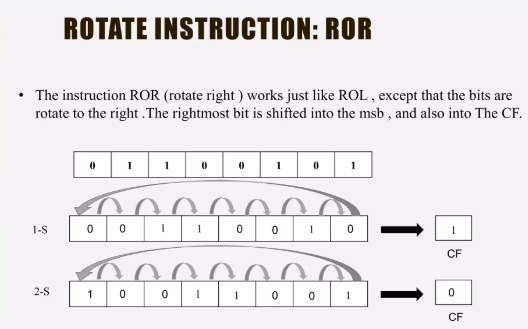 ROTATE INSTRUCTION: ROR
• The instruction ROR (rotate right ) works just like ROL , except that the bits are
rotate to the right .The rightmost bit is shifted into the msb , and also into The CF.
0 1 1 0 0 1 0 1
1-S 0 0 1 1 0 0 1 0 1
CF
2-S 1 0 0 1 1 0 0 1 0
CF